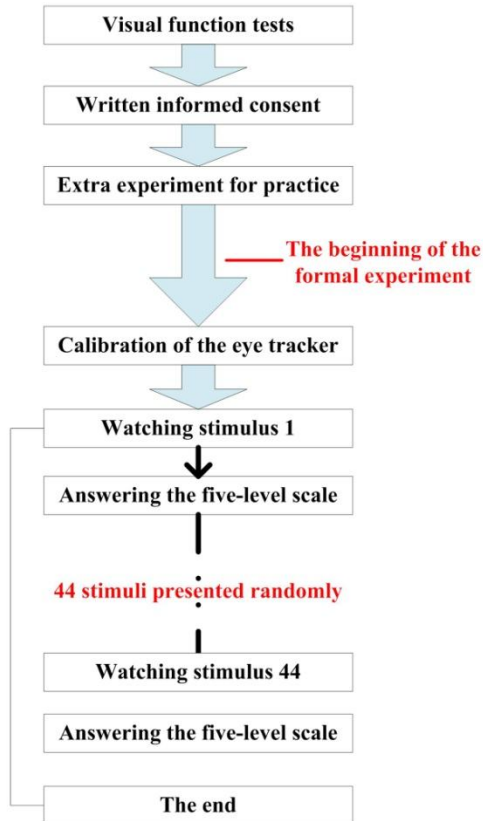 Visual function tests
Written informed consent
Extra experiment for practice
The beginning of the
formal experiment
Calibration of the eye tracker
Watching stimulus 1
Answering the five-level scale
44 stimuli presented randomly
Watching stimulus 44
Answering the five-level scale
The end